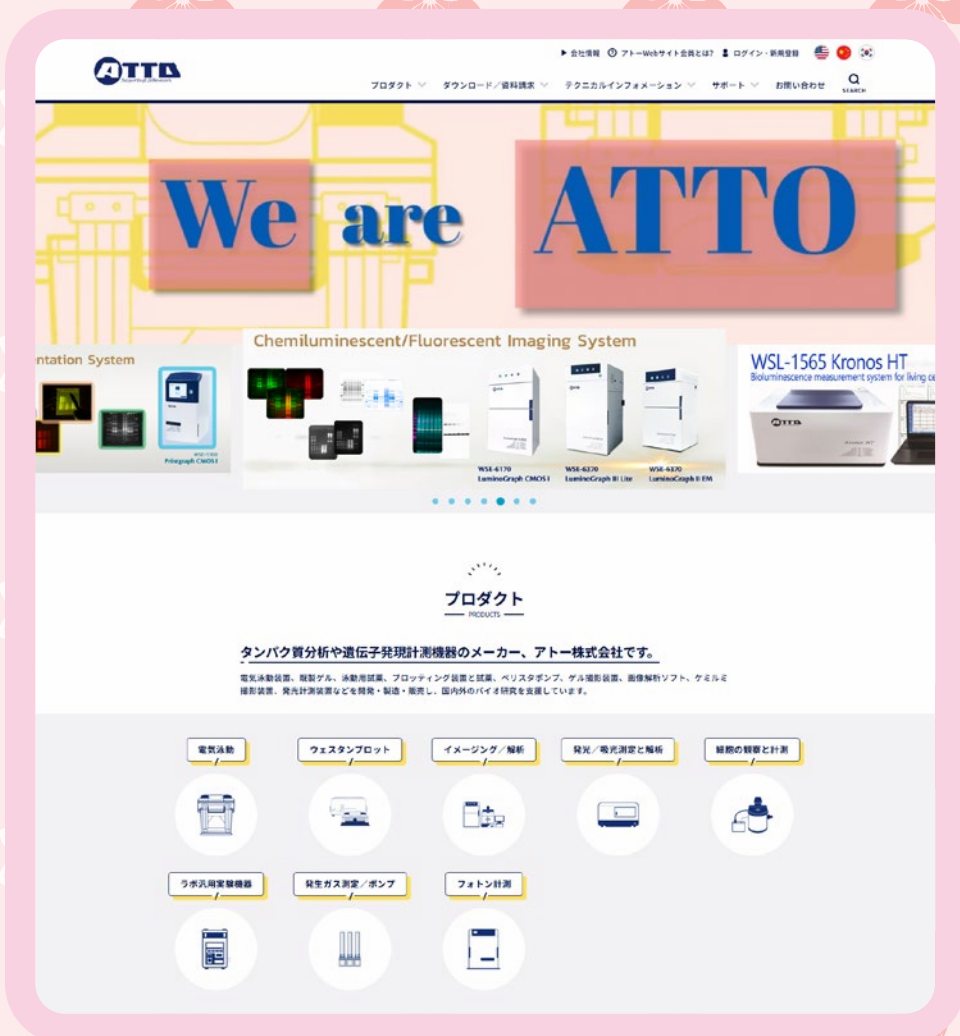 ATTO
▶ 会社情報 アトーWebサイト会員とは? ログイン・新規登録
プロダクト ダウンロード/資料請求 テクニカルインフォメーション サポート お問い合わせ SEARCH
We are ATTO
ntation System
Printgraph CMOS I
Chemiluminescent/Fluorescent Imaging System
WSE-6170
LuminoGraph CMOS I
WSE-6370
LuminoGraph III Lite
LuminoGraph II EM
WSL-1565 Kronos HT
Bioluminescence measurement system for living ce
ATTO
Kronos HT
プロダクト
PRODUCTS
タンパク質分析や遺伝子発現計測機器のメーカー、アトー株式会社です。
電気泳動装置、既製ゲル、泳動用試薬、ブロッティング装置と試薬、ペリスタポンプ、ゲル撮影装置、画像解析ソフト、ケミルミ
撮影装置、発光計測装置などを開発・製造・販売し、国内外のバイオ研究を支援しています。
電気泳動 ウェスタンブロット イメージング/解析 発光/吸光測定と解析 細胞の観察と計測
ラボ汎用実験機器 発生ガス測定/ポンプ フォトン計測